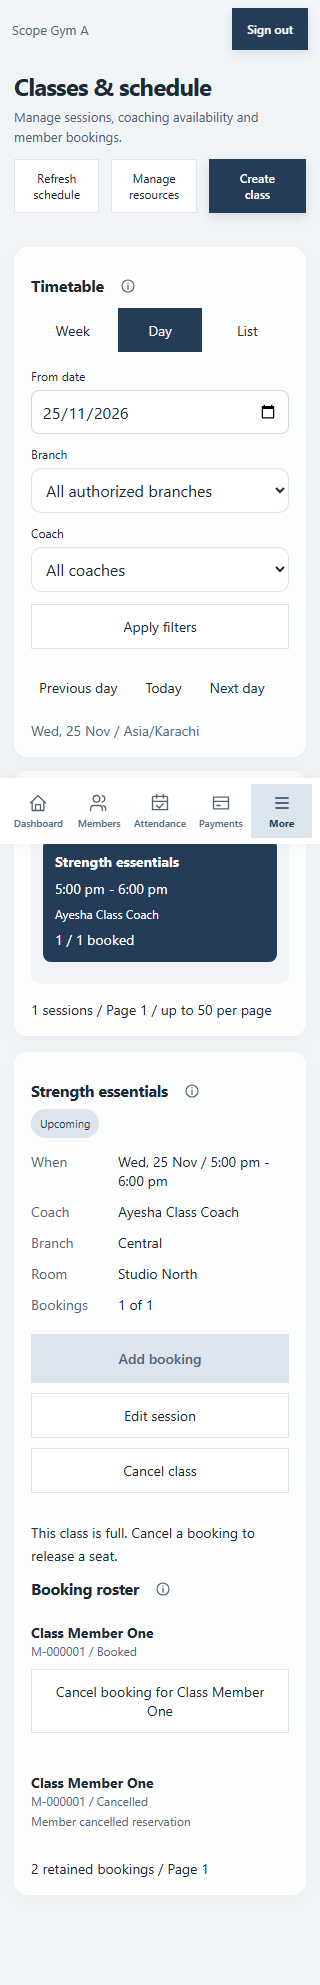 Scope Gym A
Sign out
Classes & schedule
Manage sessions, coaching availability and
member bookings.
Refresh
schedule
Manage
resources
Create
class
Timetable
Week
Day
List
From date
25/11/2026
Branch
All authorized branches
Coach
All coaches
Apply filters
Previous day
Today
Next day
Wed, 25 Nov / Asia/Karachi
Dashboard
Members
Attendance
Payments
More
Strength essentials
5:00 pm - 6:00 pm
Ayesha Class Coach
1 / 1 booked
1 sessions / Page 1 / up to 50 per page
Strength essentials
Upcoming
When
Wed, 25 Nov / 5:00 pm -
6:00 pm
Coach
Ayesha Class Coach
Branch
Central
Room
Studio North
Bookings
1 of 1
Add booking
Edit session
Cancel class
This class is full. Cancel a booking to
release a seat.
Booking roster
Class Member One
M-000001 / Booked
Cancel booking for Class Member
One
Class Member One
M-000001 / Cancelled
Member cancelled reservation
2 retained bookings / Page 1